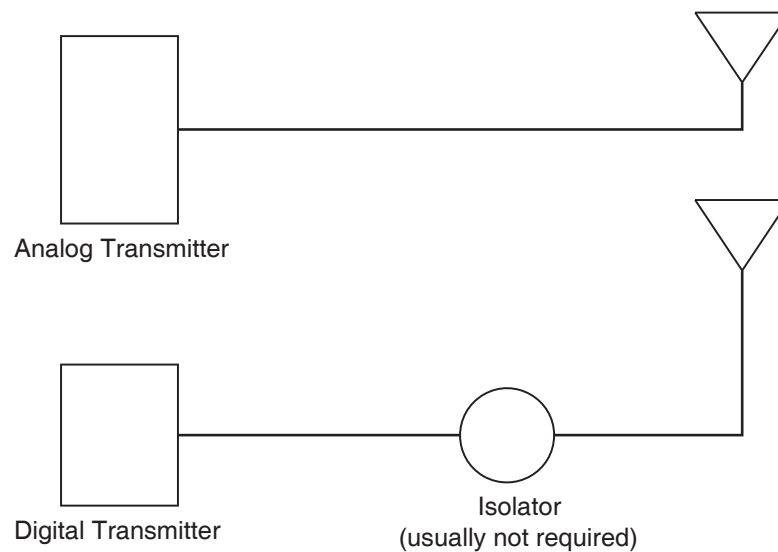 Analog Transmitter
Digital Transmitter
Isolator
(usually not required)